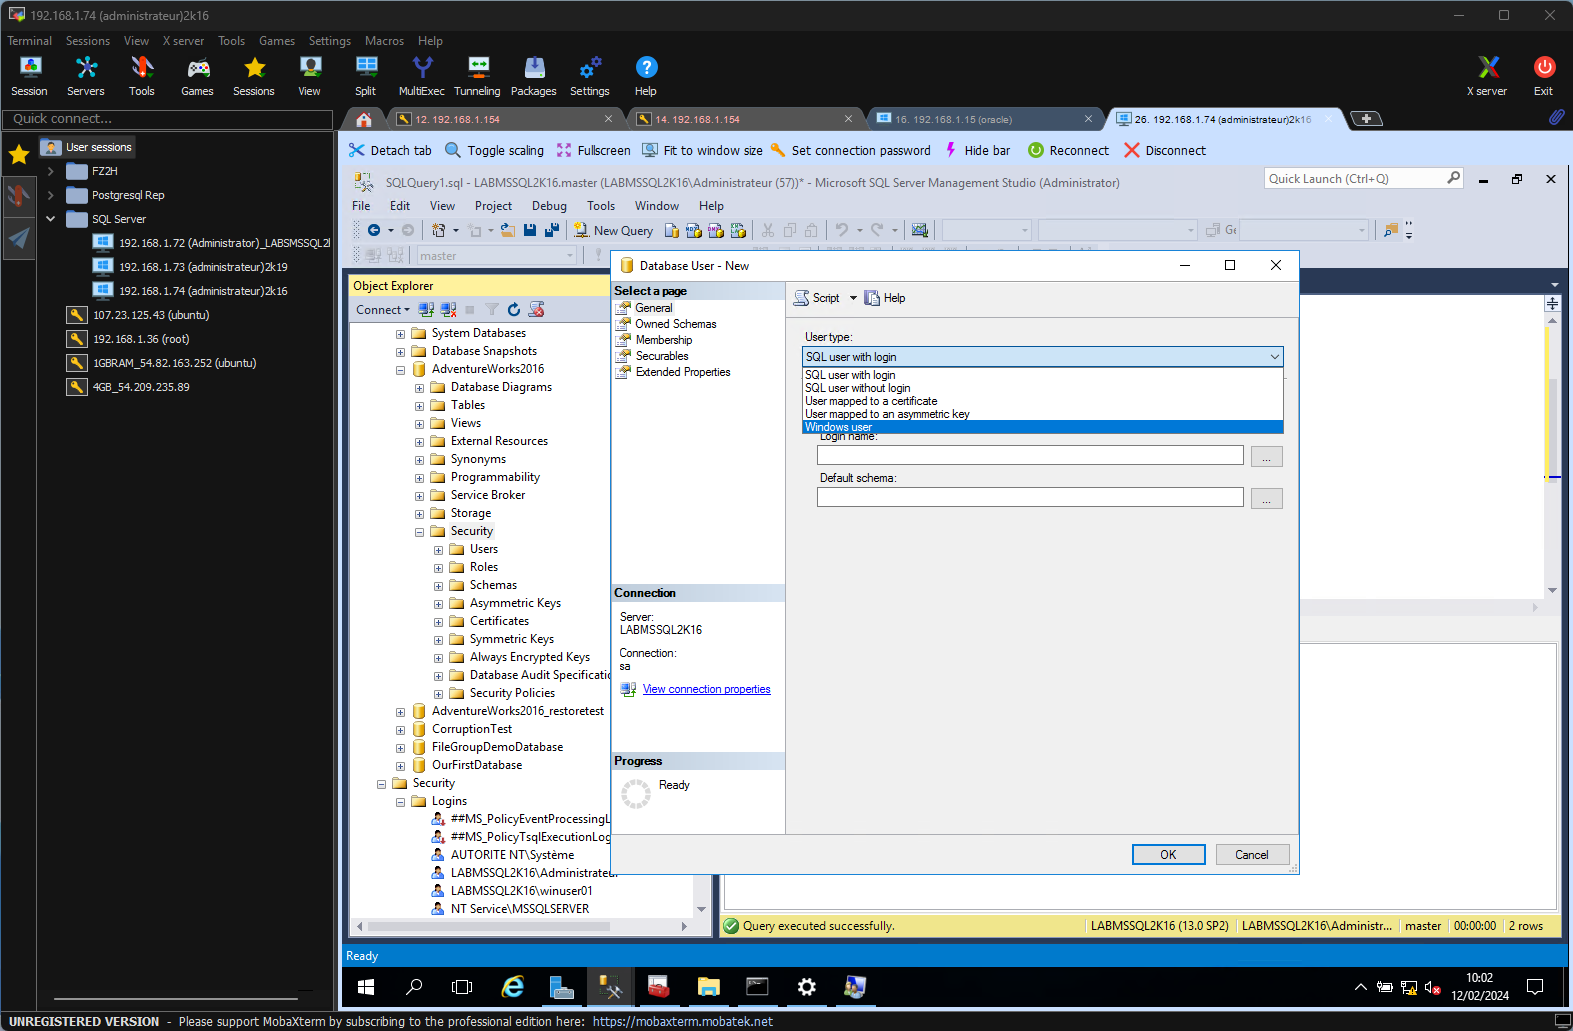 192.168.1.74 (administrateur)2k16
Terminal Sessions View X server Tools Games Settings Macros Help
Session Servers Tools Games Sessions View Split MultiExec Tunneling Packages Settings Help X server Exit
Quick connect...
12. 192.168.1.154
14. 192.168.1.154
16. 192.168.1.15 (oracle)
26. 192.168.1.74 (administrateur)2k16
Detach tab Toggle scaling Fullscreen Fit to window size Set connection password Hide bar Reconnect Disconnect
User sessions
FZ2H
Postgresql Rep
SQL Server
192.168.1.72 (Administrator)_LABSMSSQL2
192.168.1.73 (administrateur)2k19
192.168.1.74 (administrateur)2k16
107.23.125.43 (ubuntu)
192.168.1.36 (root)
1GBRAM_54.82.163.252 (ubuntu)
4GB_54.209.235.89
SQLQuery1.sql - LABMSSQL2K16.master (LABMSSQL2K16\Administrateur (57))* - Microsoft SQL Server Management Studio (Administrator)
Quick Launch (Ctrl+Q)
File Edit View Project Debug Tools Window Help
New Query
master
Object Explorer
Connect
System Databases
Database Snapshots
AdventureWorks2016
Database Diagrams
Tables
Views
External Resources
Synonyms
Programmability
Service Broker
Storage
Security
Users
Roles
Schemas
Asymmetric Keys
Certificates
Symmetric Keys
Always Encrypted Keys
Database Audit Specificatio
Security Policies
AdventureWorks2016_restoretest
CorruptionTest
FileGroupDemoDatabase
OurFirstDatabase
Security
Logins
##MS_PolicyEventProcessingL
##MS_PolicyTsqlExecutionLog
AUTORITE NT\Système
LABMSSQL2K16\Administrateur
LABMSSQL2K16\winuser01
NT Service\MSSQLSERVER
Database User - New
Select a page
General
Owned Schemas
Membership
Securables
Extended Properties
Connection
Server:
LABMSSQL2K16
Connection:
sa
View connection properties
Progress
Ready
Script Help
User type:
SQL user with login
SQL user with login
SQL user without login
User mapped to a certificate
User mapped to an asymmetric key
Windows user
Login name:
...
Default schema:
...
OK Cancel
Query executed successfully.
LABMSSQL2K16 (13.0 SP2) LABMSSQL2K16\Administr... master 00:00:00 2 rows
Ready
10:02
12/02/2024
UNREGISTERED VERSION - Please support MobaXterm by subscribing to the professional edition here: https://mobaxterm.mobatek.net